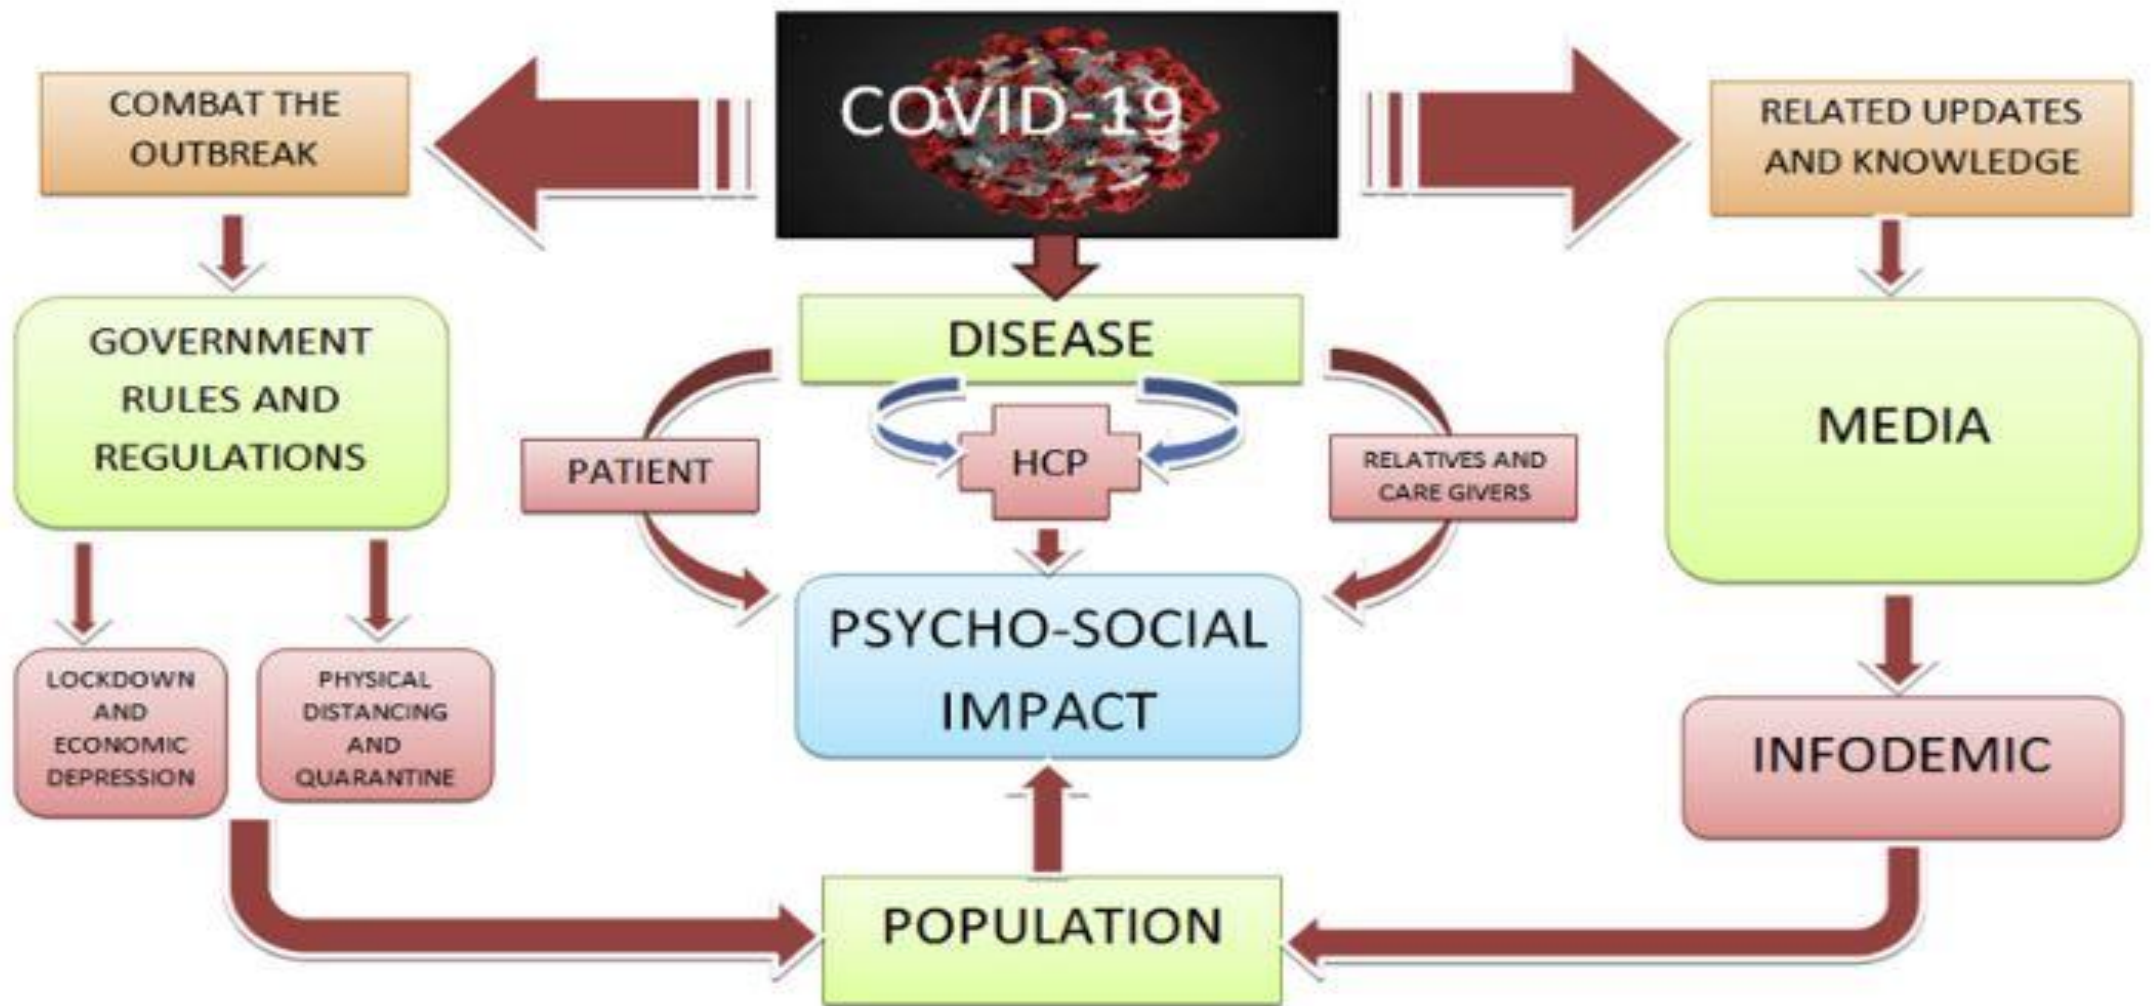 COVID-19
COMBAT THE
OUTBREAK
RELATED UPDATES
AND KNOWLEDGE
GOVERNMENT
RULES AND
REGULATIONS
DISEASE
MEDIA
PATIENT
HCP
RELATIVES AND
CARE GIVERS
PSYCHO-SOCIAL
IMPACT
LOCKDOWN
AND
ECONOMIC
DEPRESSION
PHYSICAL
DISTANCING
AND
QUARANTINE
INFODEMIC
POPULATION